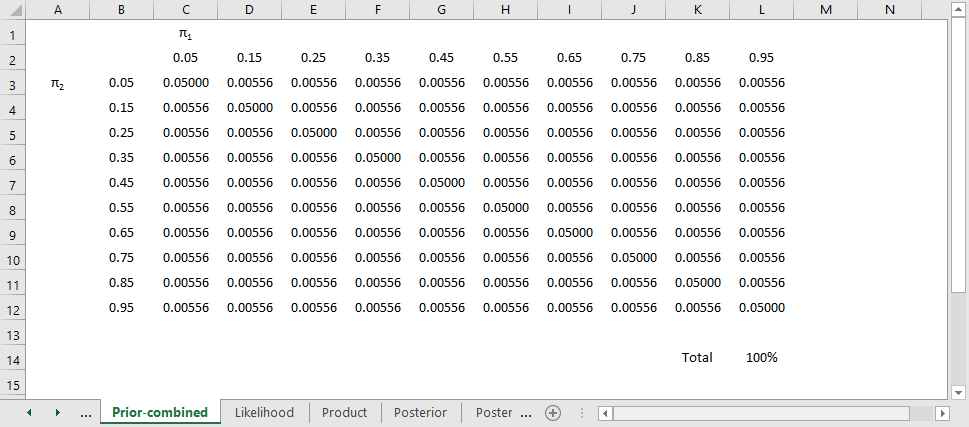 A B C D E F G H I J K L M N
1 π1
2 0.05 0.15 0.25 0.35 0.45 0.55 0.65 0.75 0.85 0.95
3 π2 0.05 0.05000 0.00556 0.00556 0.00556 0.00556 0.00556 0.00556 0.00556 0.00556 0.00556
4 0.15 0.00556 0.05000 0.00556 0.00556 0.00556 0.00556 0.00556 0.00556 0.00556 0.00556
5 0.25 0.00556 0.00556 0.05000 0.00556 0.00556 0.00556 0.00556 0.00556 0.00556 0.00556
6 0.35 0.00556 0.00556 0.00556 0.05000 0.00556 0.00556 0.00556 0.00556 0.00556 0.00556
7 0.45 0.00556 0.00556 0.00556 0.00556 0.05000 0.00556 0.00556 0.00556 0.00556 0.00556
8 0.55 0.00556 0.00556 0.00556 0.00556 0.00556 0.05000 0.00556 0.00556 0.00556 0.00556
9 0.65 0.00556 0.00556 0.00556 0.00556 0.00556 0.00556 0.05000 0.00556 0.00556 0.00556
10 0.75 0.00556 0.00556 0.00556 0.00556 0.00556 0.00556 0.00556 0.05000 0.00556 0.00556
11 0.85 0.00556 0.00556 0.00556 0.00556 0.00556 0.00556 0.00556 0.00556 0.05000 0.00556
12 0.95 0.00556 0.00556 0.00556 0.00556 0.00556 0.00556 0.00556 0.00556 0.00556 0.05000
13
14 Total 100%
15
... Prior-combined Likelihood Product Posterior Poster ...